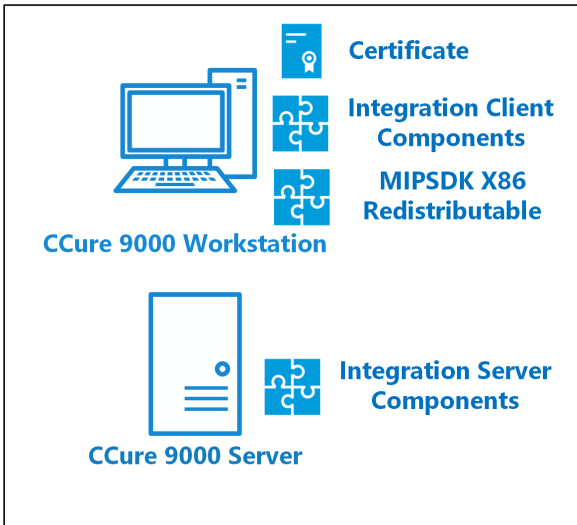 Certificate
Integration Client
Components
MIPSDK X86
Redistributable
CCure 9000 Workstation
Integration Server
Components
CCure 9000 Server